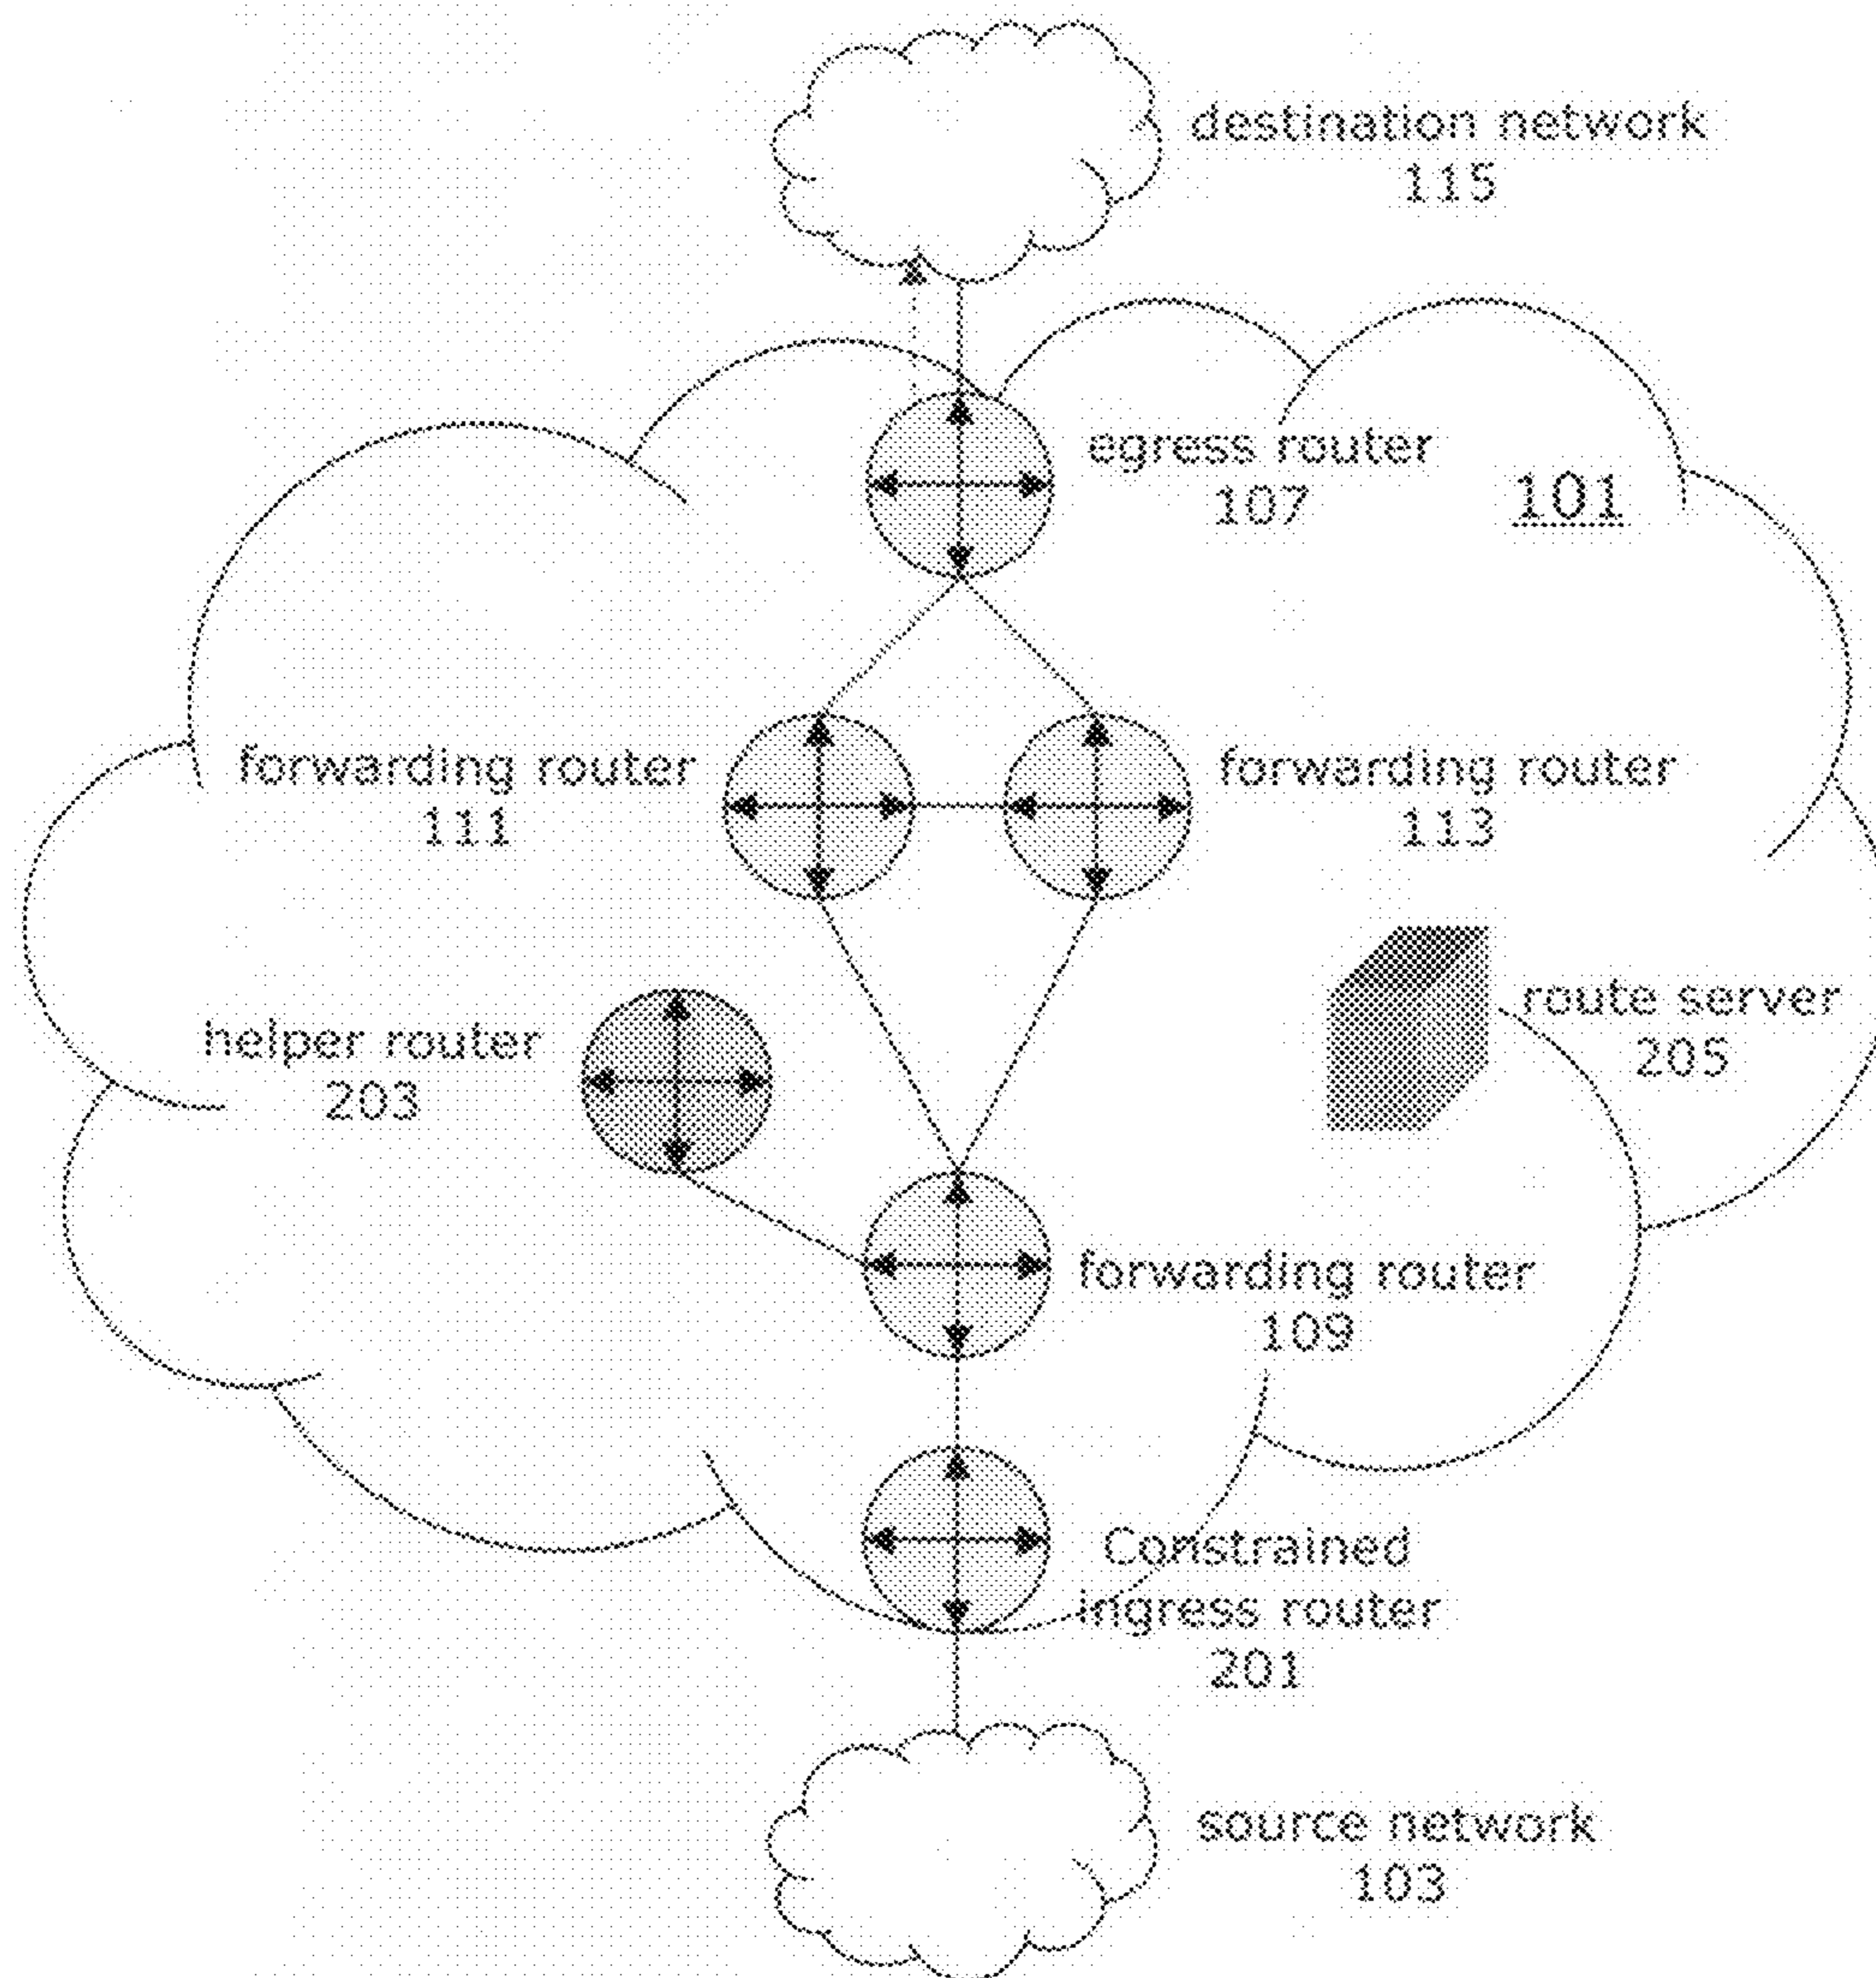 destination network
115
egress router
107
101
forwarding router
111
forwarding router
113
route server
205
helper router
203
forwarding router
109
Constrained
ingress router
201
source network
103